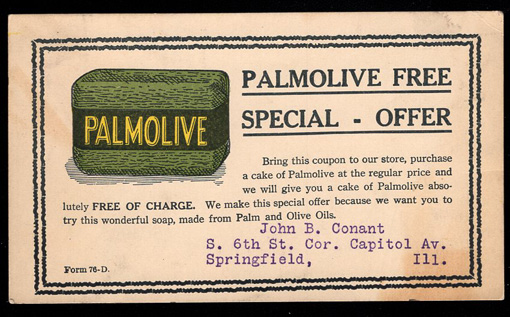 PALMOLIVE FREE
SPECIAL - OFFER
PALMOLIVE
Bring this coupon to our store, purchase
a cake of Palmolive at the regular price and
we will give you a cake of Palmolive abso-
lutely FREE OF CHARGE. We make this special offer because we want you to
try this wonderful soap, made from Palm and Olive Oils.
John B. Conant
S. 6th St. Cor. Capitol Av.
Springfield, Ill.
Form 76-D.